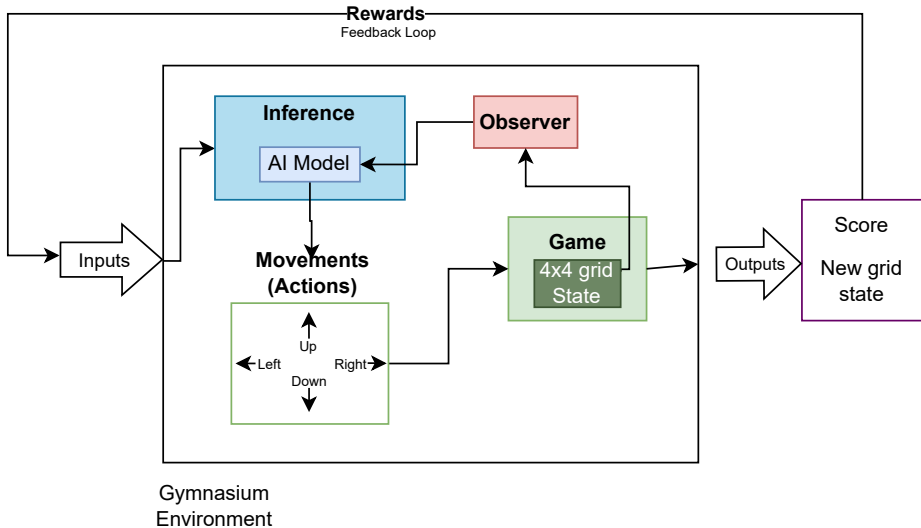 Rewards
Feedback Loop
Inference
AI Model
Observer
Inputs
Movements
(Actions)
Up
Left
Right
Down
Game
4x4 grid
State
Outputs
Score
New grid
state
Gymnasium
Environment